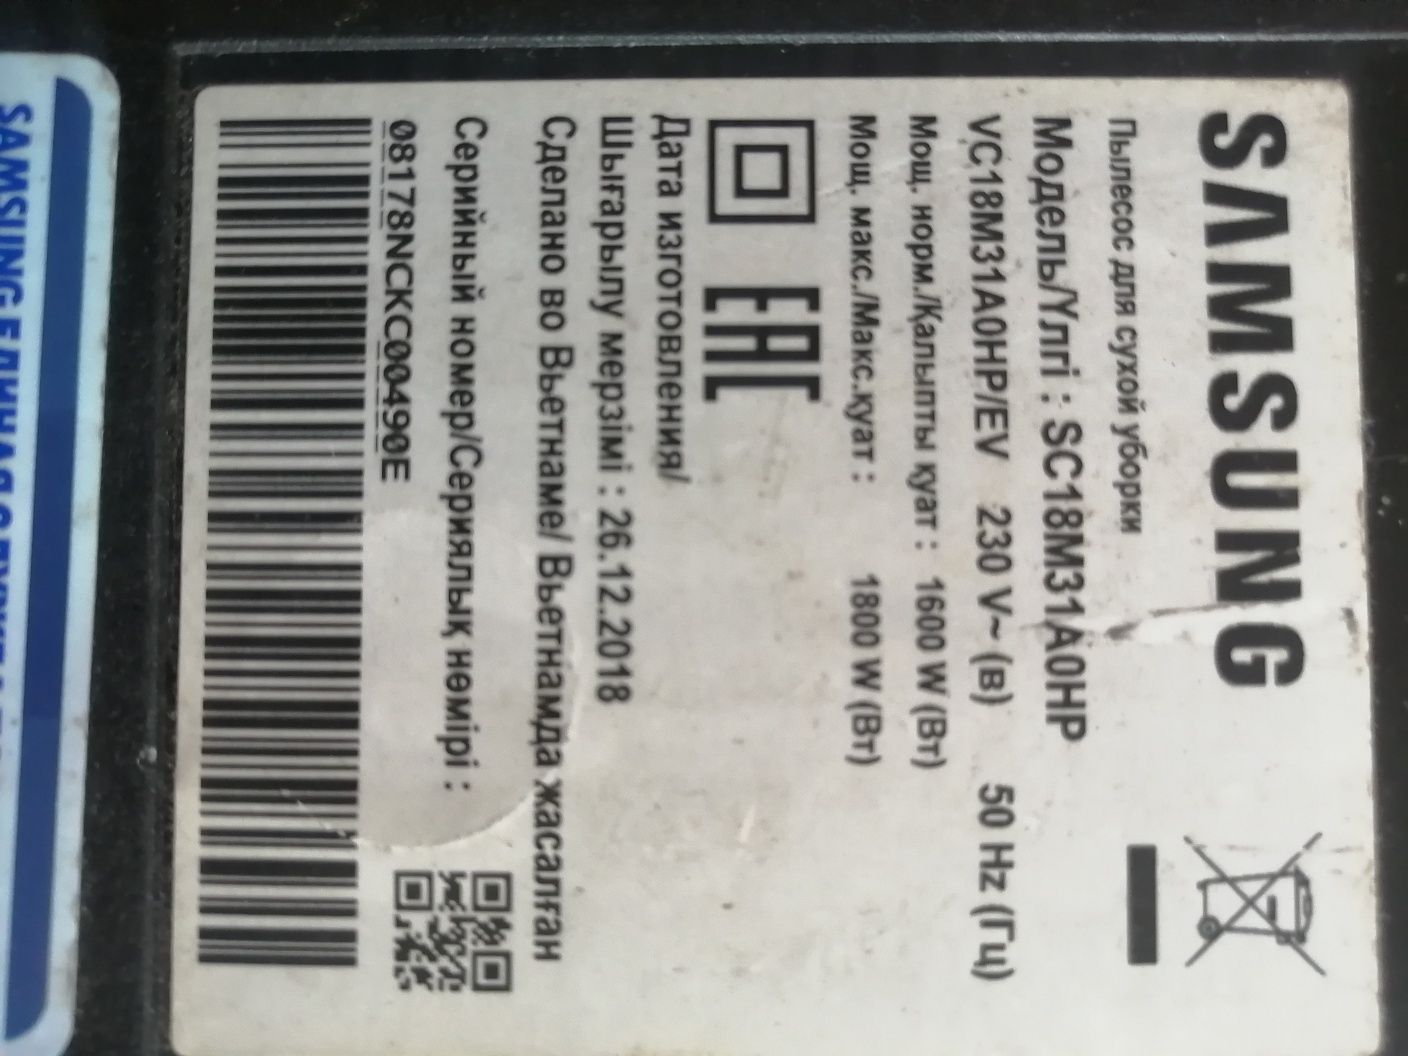 SAMSUNG
Пылесос для сухой уборки
Модель/Үлгі : SC18M31A0HP
VC18M31A0HP/EV 230 V~ (в) 50 Hz (Гц)
Мощ. норм./Қалыпты қуат : 1600 W (Вт)
Мощ. макс./Макс.қуат : 1800 W (Вт)
EAC
Дата изготовления/
Шығарылу мерзімі : 26.12.2018
Сделано во Вьетнаме/ Вьетнамда жасалған
Серийный номер/Сериялық нөмірі :
08178NCKC00490E
SAMSUNG ЕДИНАЯ